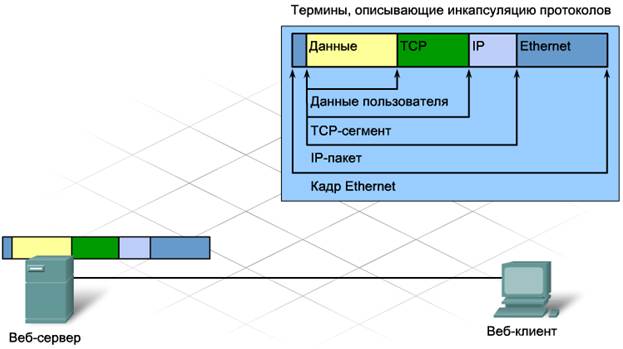 Термины, описывающие инкапсуляцию протоколов
Данные TCP IP Ethernet
Данные пользователя
TCP-сегмент
IP-пакет
Кадр Ethernet
Веб-сервер
Веб-клиент